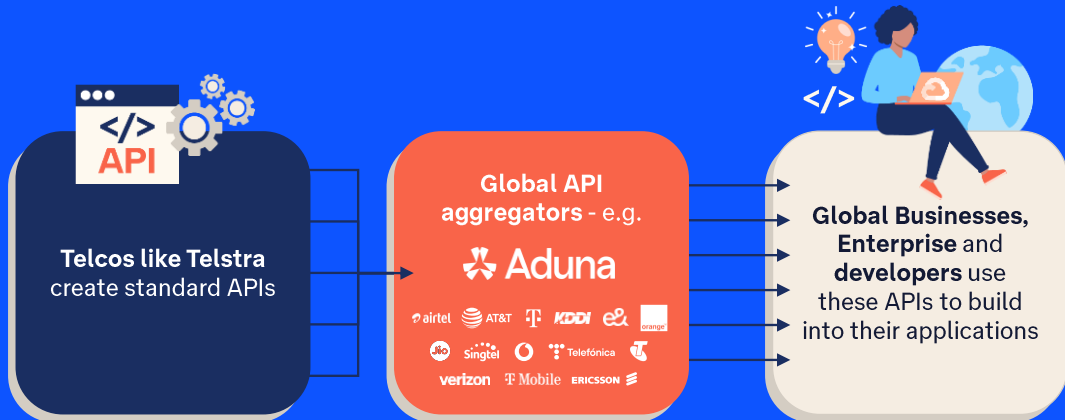 </>
API
Telcos like Telstra
create standard APIs
Global API
aggregators - e.g.
Aduna
airtel AT&T T KDDI e& orange
Jio Singtel Telefónica
verizon T Mobile ERICSSON
</>
Global Businesses,
Enterprise and
developers use
these APIs to build
into their applications